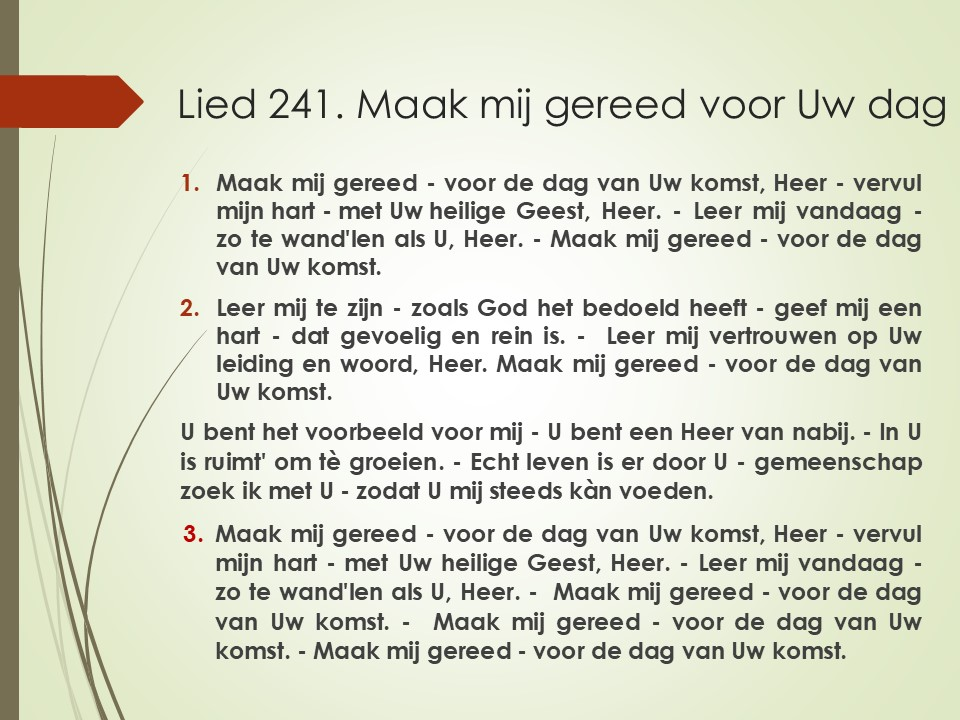 Lied 241. Maak mij gereed voor Uw dag
1. Maak mij gereed - voor de dag van Uw komst, Heer - vervul
mijn hart - met Uw heilige Geest, Heer. - Leer mij vandaag -
zo te wand'len als U, Heer. - Maak mij gereed - voor de dag
van Uw komst.
2. Leer mij te zijn - zoals God het bedoeld heeft - geef mij een
hart - dat gevoelig en rein is. - Leer mij vertrouwen op Uw
leiding en woord, Heer. Maak mij gereed - voor de dag van
Uw komst.
U bent het voorbeeld voor mij - U bent een Heer van nabij. - In U
is ruimt' om tè groeien. - Echt leven is er door U - gemeenschap
zoek ik met U - zodat U mij steeds kàn voeden.
3. Maak mij gereed - voor de dag van Uw komst, Heer - vervul
mijn hart - met Uw heilige Geest, Heer. - Leer mij vandaag -
zo te wand'len als U, Heer. - Maak mij gereed - voor de dag
van Uw komst. - Maak mij gereed - voor de dag van Uw
komst. - Maak mij gereed - voor de dag van Uw komst.